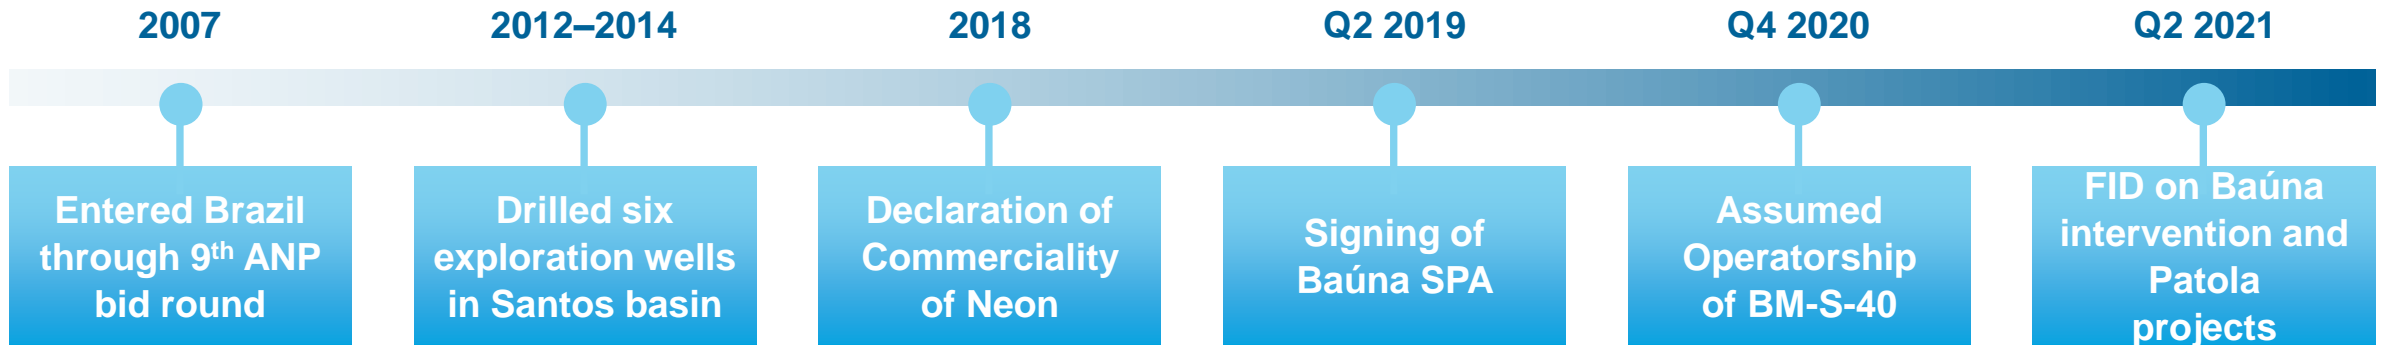 2007
2012–2014
2018
Q2 2019
Q4 2020
Q2 2021
Entered Brazil
through 9th ANP
bid round
Drilled six
exploration wells
in Santos basin
Declaration of
Commerciality
of Neon
Signing of
Baúna SPA
Assumed
Operatorship
of BM-S-40
FID on Baúna
intervention and
Patola
projects